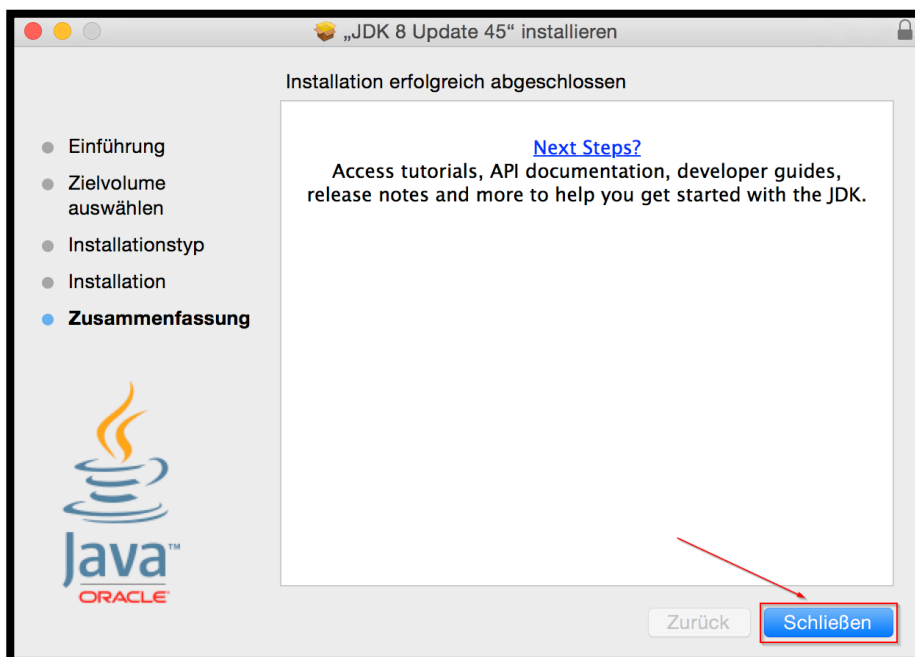 „JDK 8 Update 45“ installieren
Installation erfolgreich abgeschlossen
Einführung
Zielvolume
auswählen
Installationstyp
Installation
Zusammenfassung
Next Steps?
Access tutorials, API documentation, developer guides,
release notes and more to help you get started with the JDK.
Java™
ORACLE
Zurück
Schließen